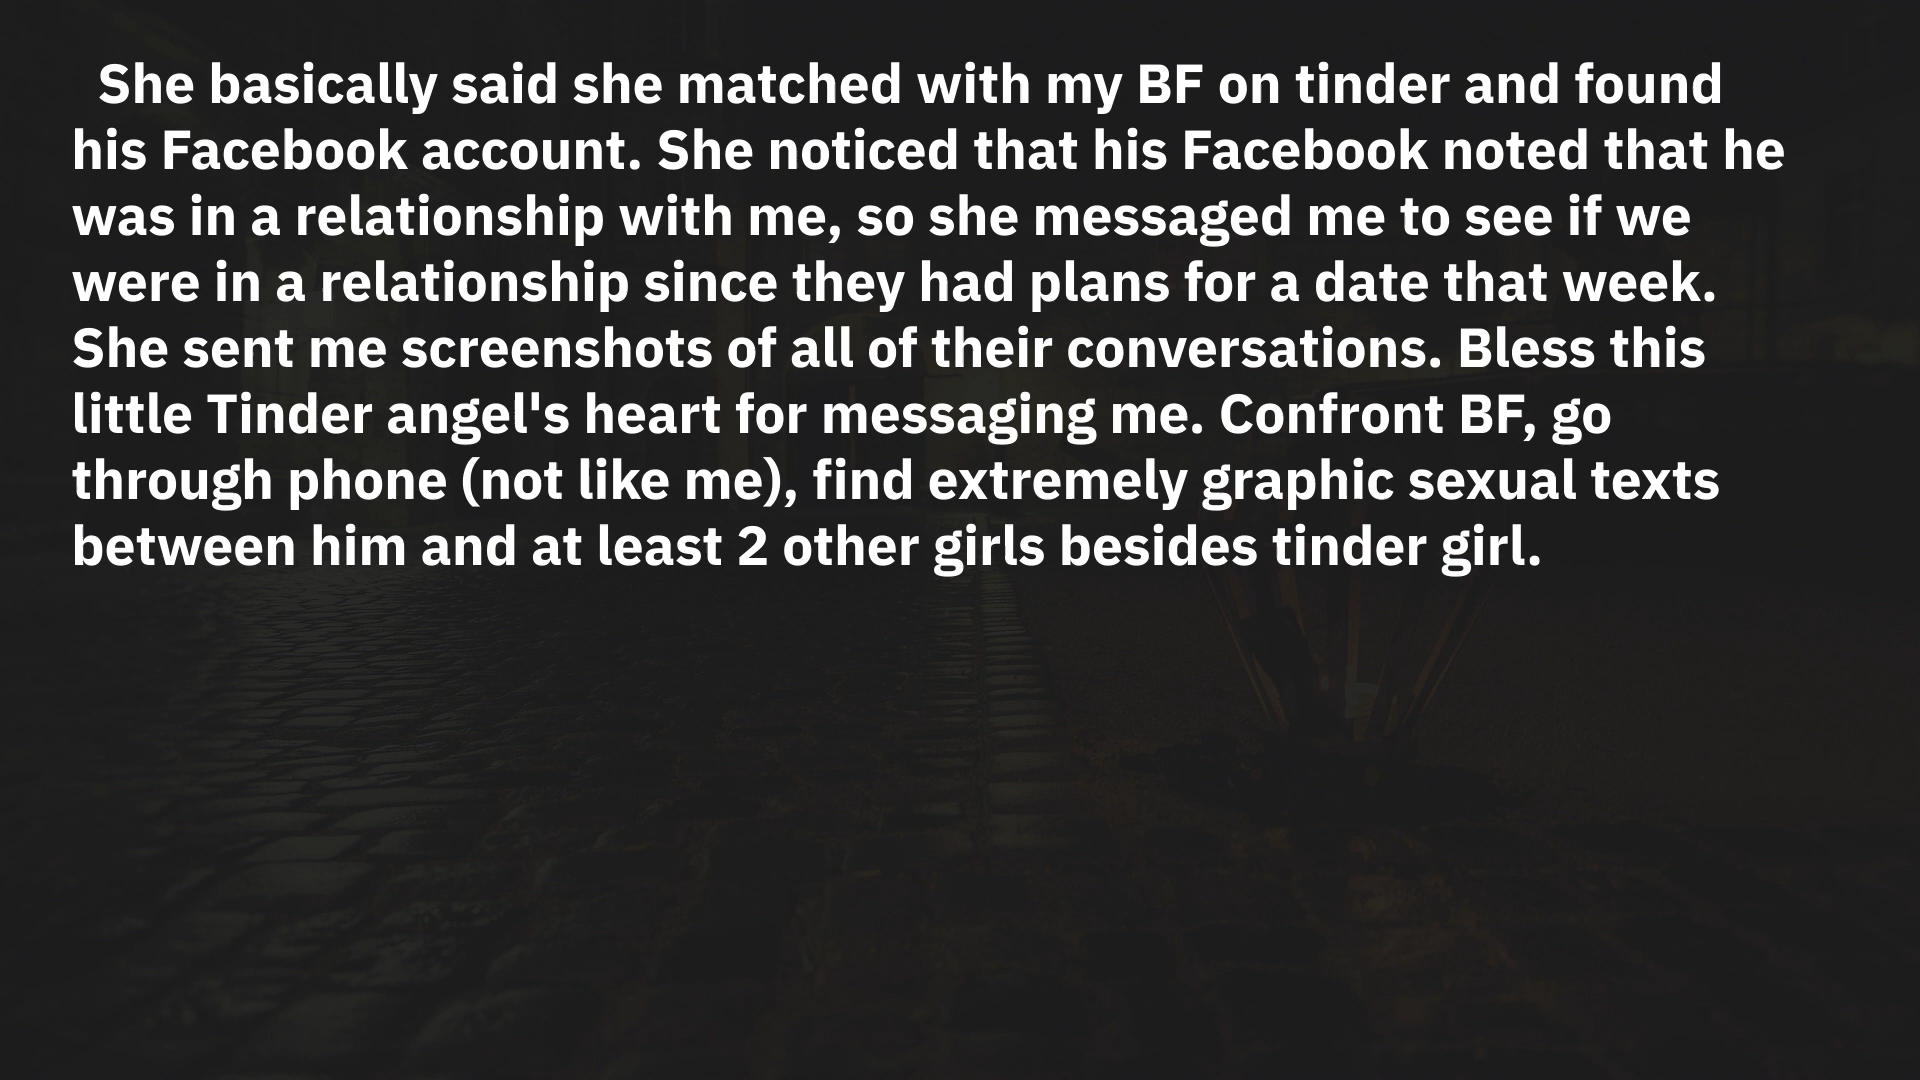 She basically said she matched with my BF on tinder and found
his Facebook account. She noticed that his Facebook noted that he
was in a relationship with me, so she messaged me to see if we
were in a relationship since they had plans for a date that week.
She sent me screenshots of all of their conversations. Bless this
little Tinder angel's heart for messaging me. Confront BF, go
through phone (not like me), find extremely graphic sexual texts
between him and at least 2 other girls besides tinder girl.